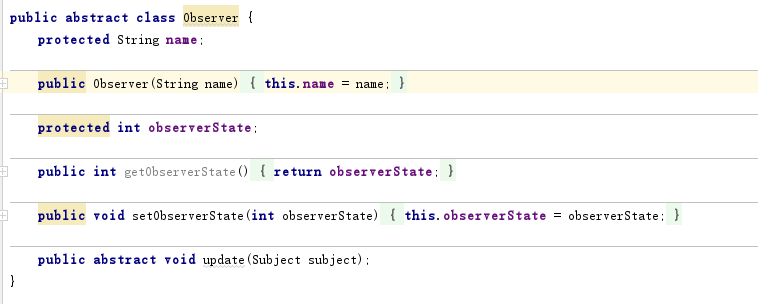 public abstract class Observer {
protected String name;
public Observer(String name) { this.name = name; }
protected int observerState;
public int getObserverState() { return observerState; }
public void setObserverState(int observerState) { this.observerState = observerState; }
public abstract void update(Subject subject);
}